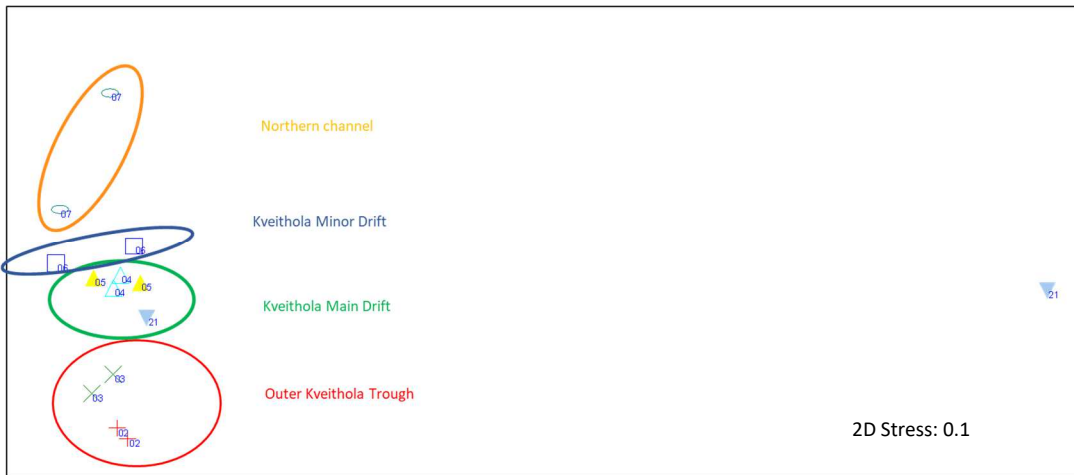 07
Northern channel
07
Kveithola Minor Drift
06
06
04
05
05
04
21
21
Kveithola Main Drift
03
03
Outer Kveithola Trough
02
02
2D Stress: 0.1